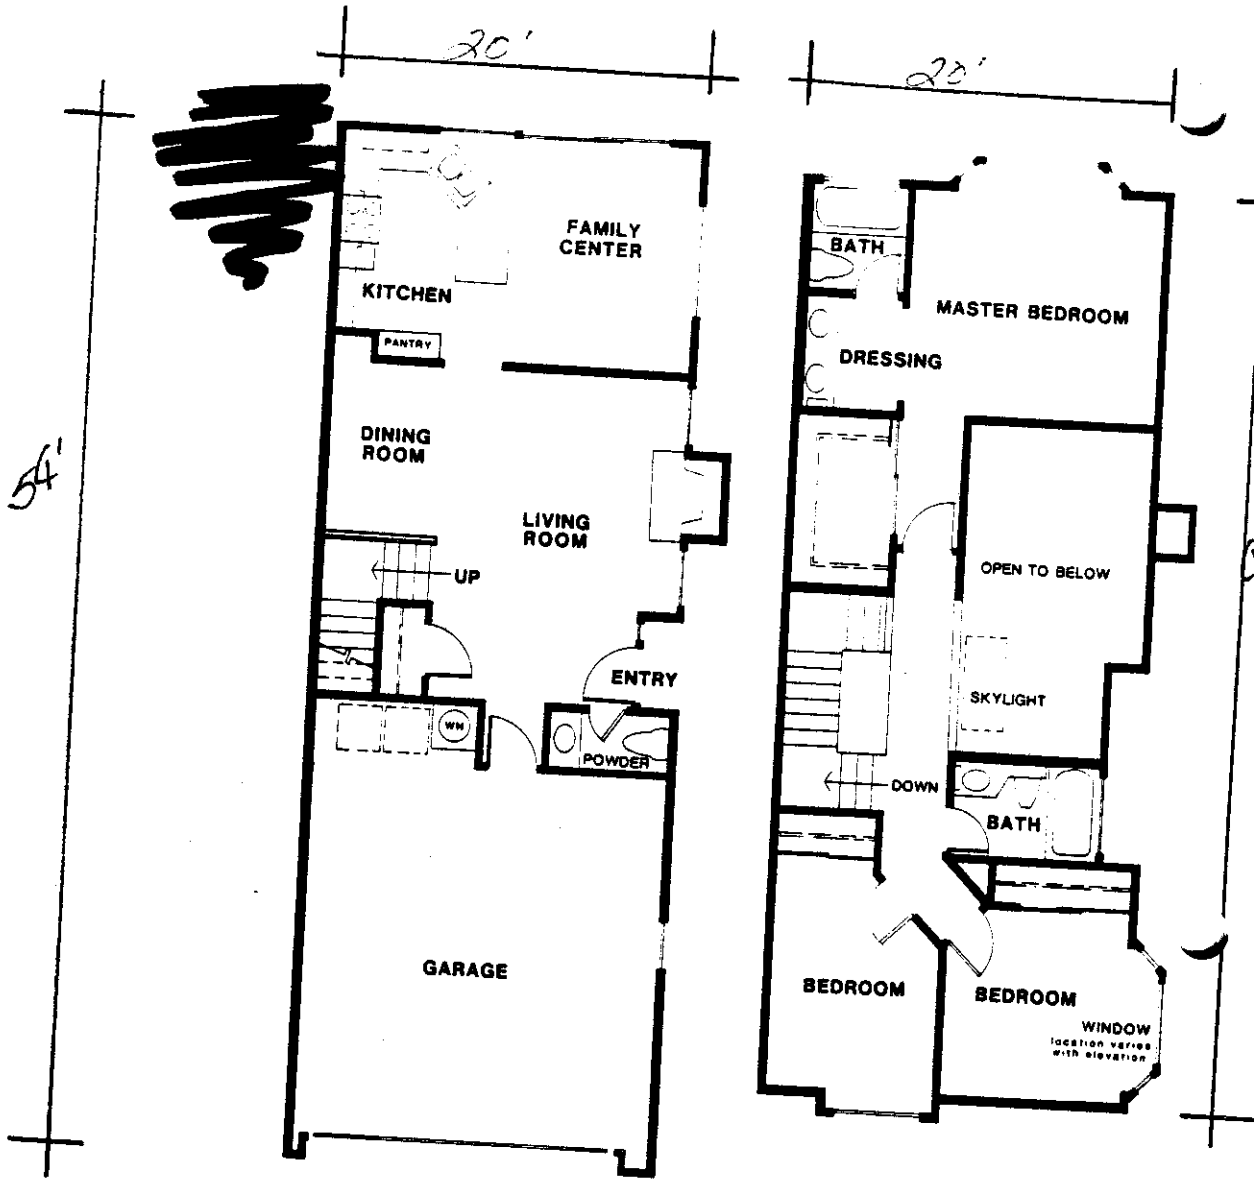 20'
20'
54'
FAMILY
CENTER
KITCHEN
PANTRY
DINING
ROOM
LIVING
ROOM
UP
ENTRY
WH
POWDER
GARAGE
BATH
MASTER BEDROOM
DRESSING
OPEN TO BELOW
SKYLIGHT
DOWN
BATH
BEDROOM
BEDROOM
WINDOW
location varies
with elevation